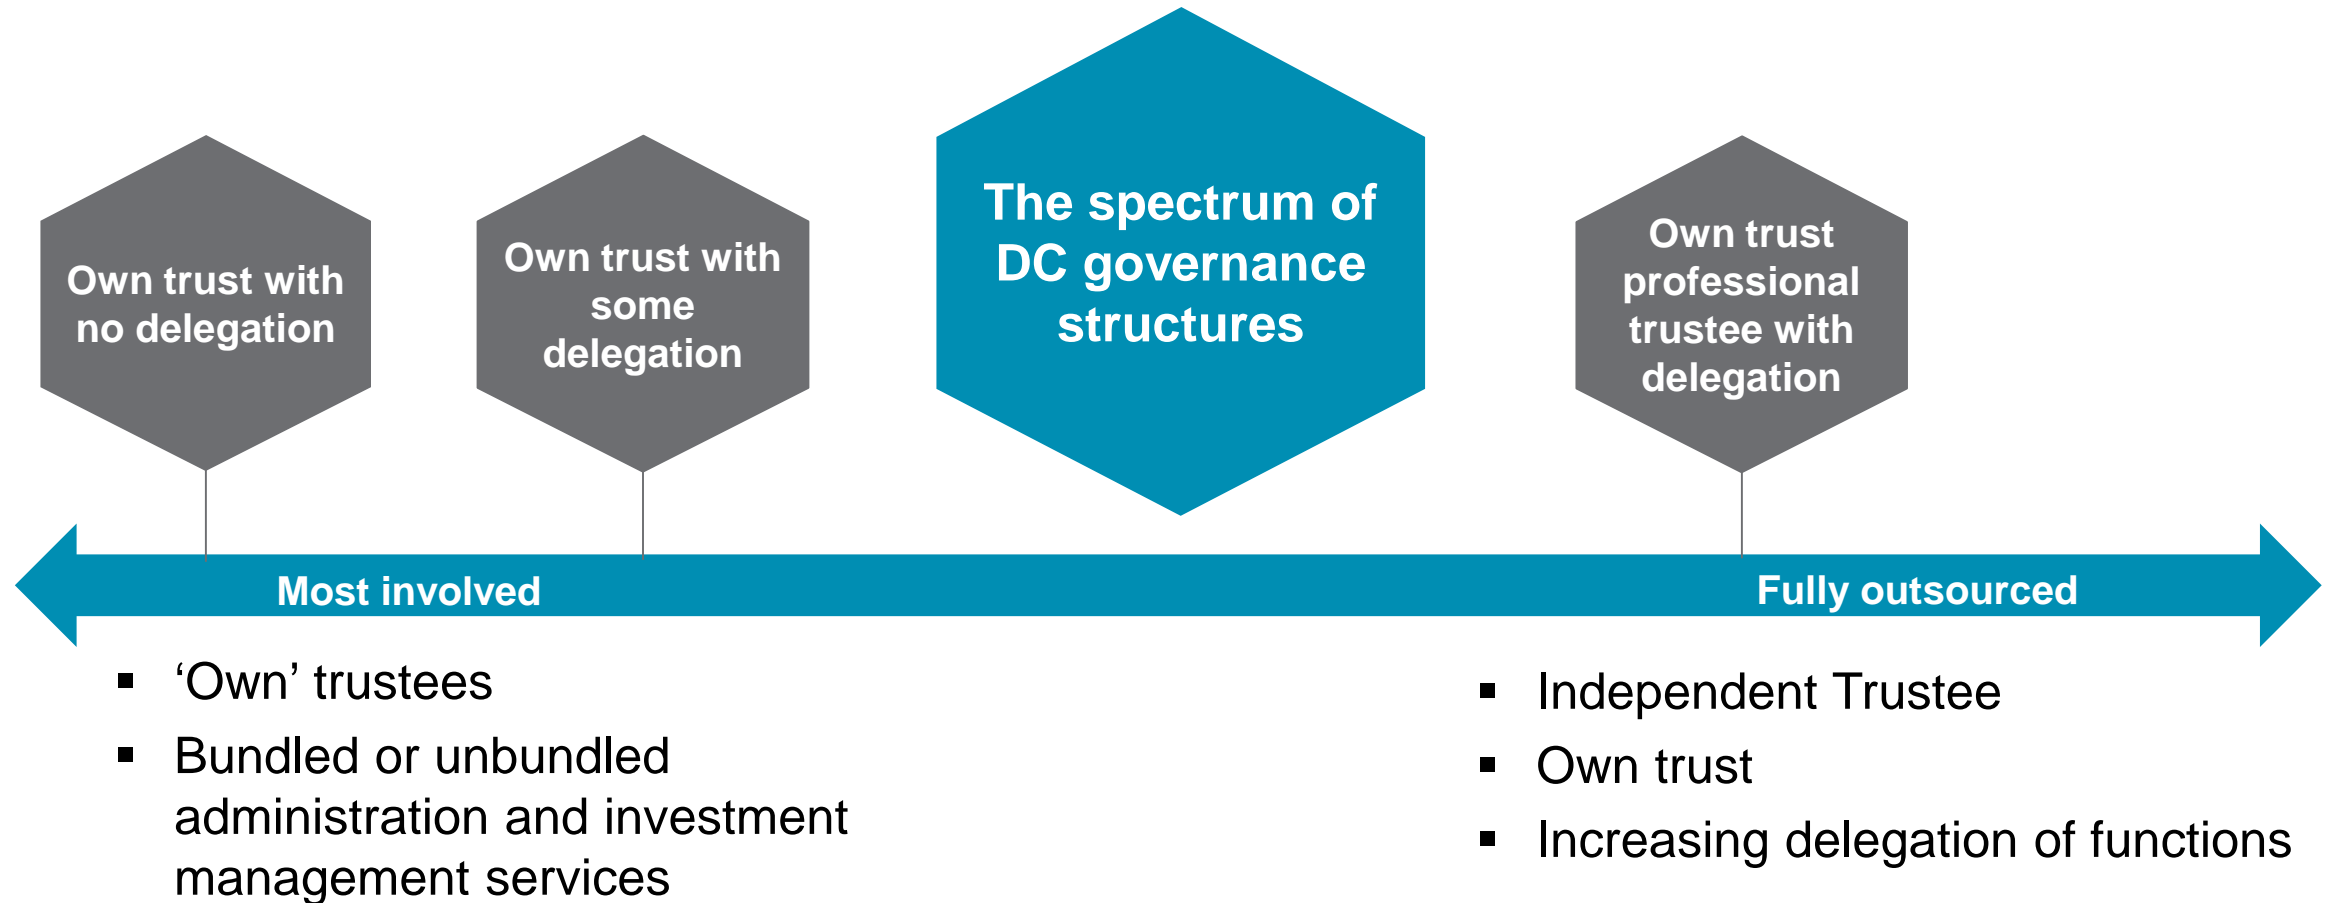 Own trust with
no delegation
Own trust with
some
delegation
The spectrum of
DC governance
structures
Own trust
professional
trustee with
delegation
Most involved
Fully outsourced
▪ ‘Own’ trustees
▪ Bundled or unbundled
administration and investment
management services
▪ Independent Trustee
▪ Own trust
▪ Increasing delegation of functions